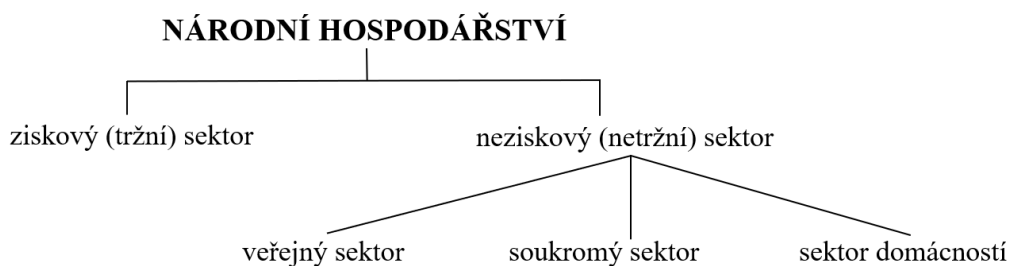 NÁRODNÍ HOSPODÁŘSTVÍ
ziskový (tržní) sektor
neziskový (netržní) sektor
veřejný sektor
soukromý sektor
sektor domácností